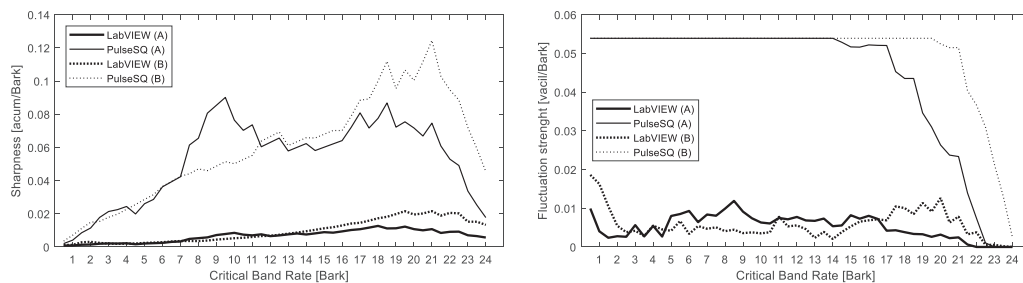 0.14
0.12
0.1
0.08
0.06
0.04
0.02
0
Sharpness [acum/Bark]
LabVIEW (A)
PulseSQ (A)
LabVIEW (B)
PulseSQ (B)
1 2 3 4 5 6 7 8 9 10 11 12 13 14 15 16 17 18 19 20 21 22 23 24
Critical Band Rate [Bark]
0.06
0.05
0.04
0.03
0.02
0.01
0
Fluctuation strenght [vacil/Bark]
LabVIEW (A)
PulseSQ (A)
LabVIEW (B)
PulseSQ (B)
1 2 3 4 5 6 7 8 9 10 11 12 13 14 15 16 17 18 19 20 21 22 23 24
Critical Band Rate [Bark]